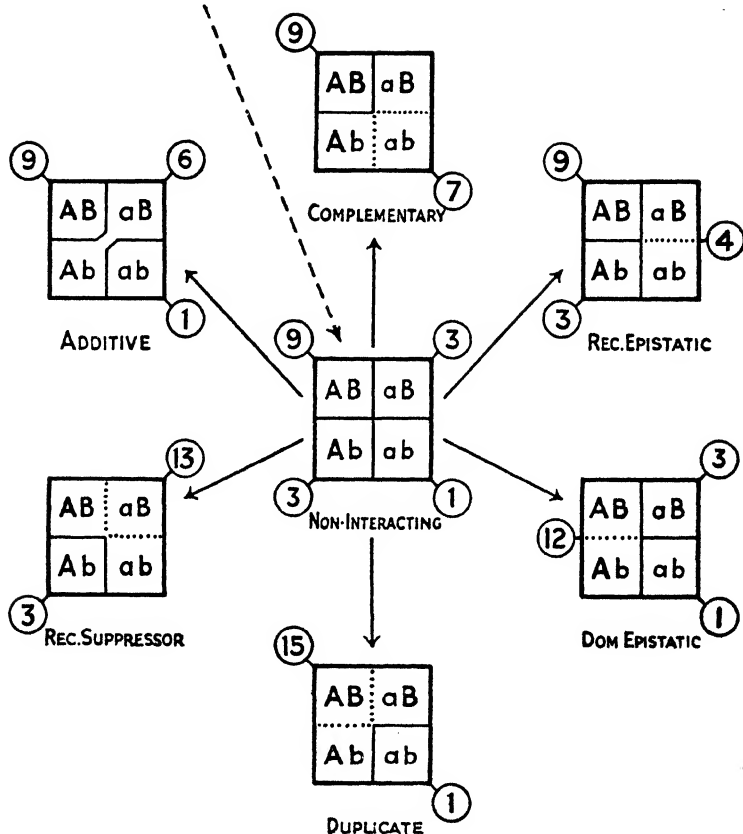 9
AB aB
Ab ab
7
COMPLEMENTARY
9 6
AB aB
Ab ab
1
ADDITIVE
9
AB aB
4
Ab ab
3
REC. EPISTATIC
9 3
AB aB
Ab ab
3 1
NON-INTERACTING
13
AB aB
Ab ab
3
REC. SUPPRESSOR
3
AB aB
12
Ab ab
1
DOM EPISTATIC
15
AB aB
Ab ab
1
DUPLICATE